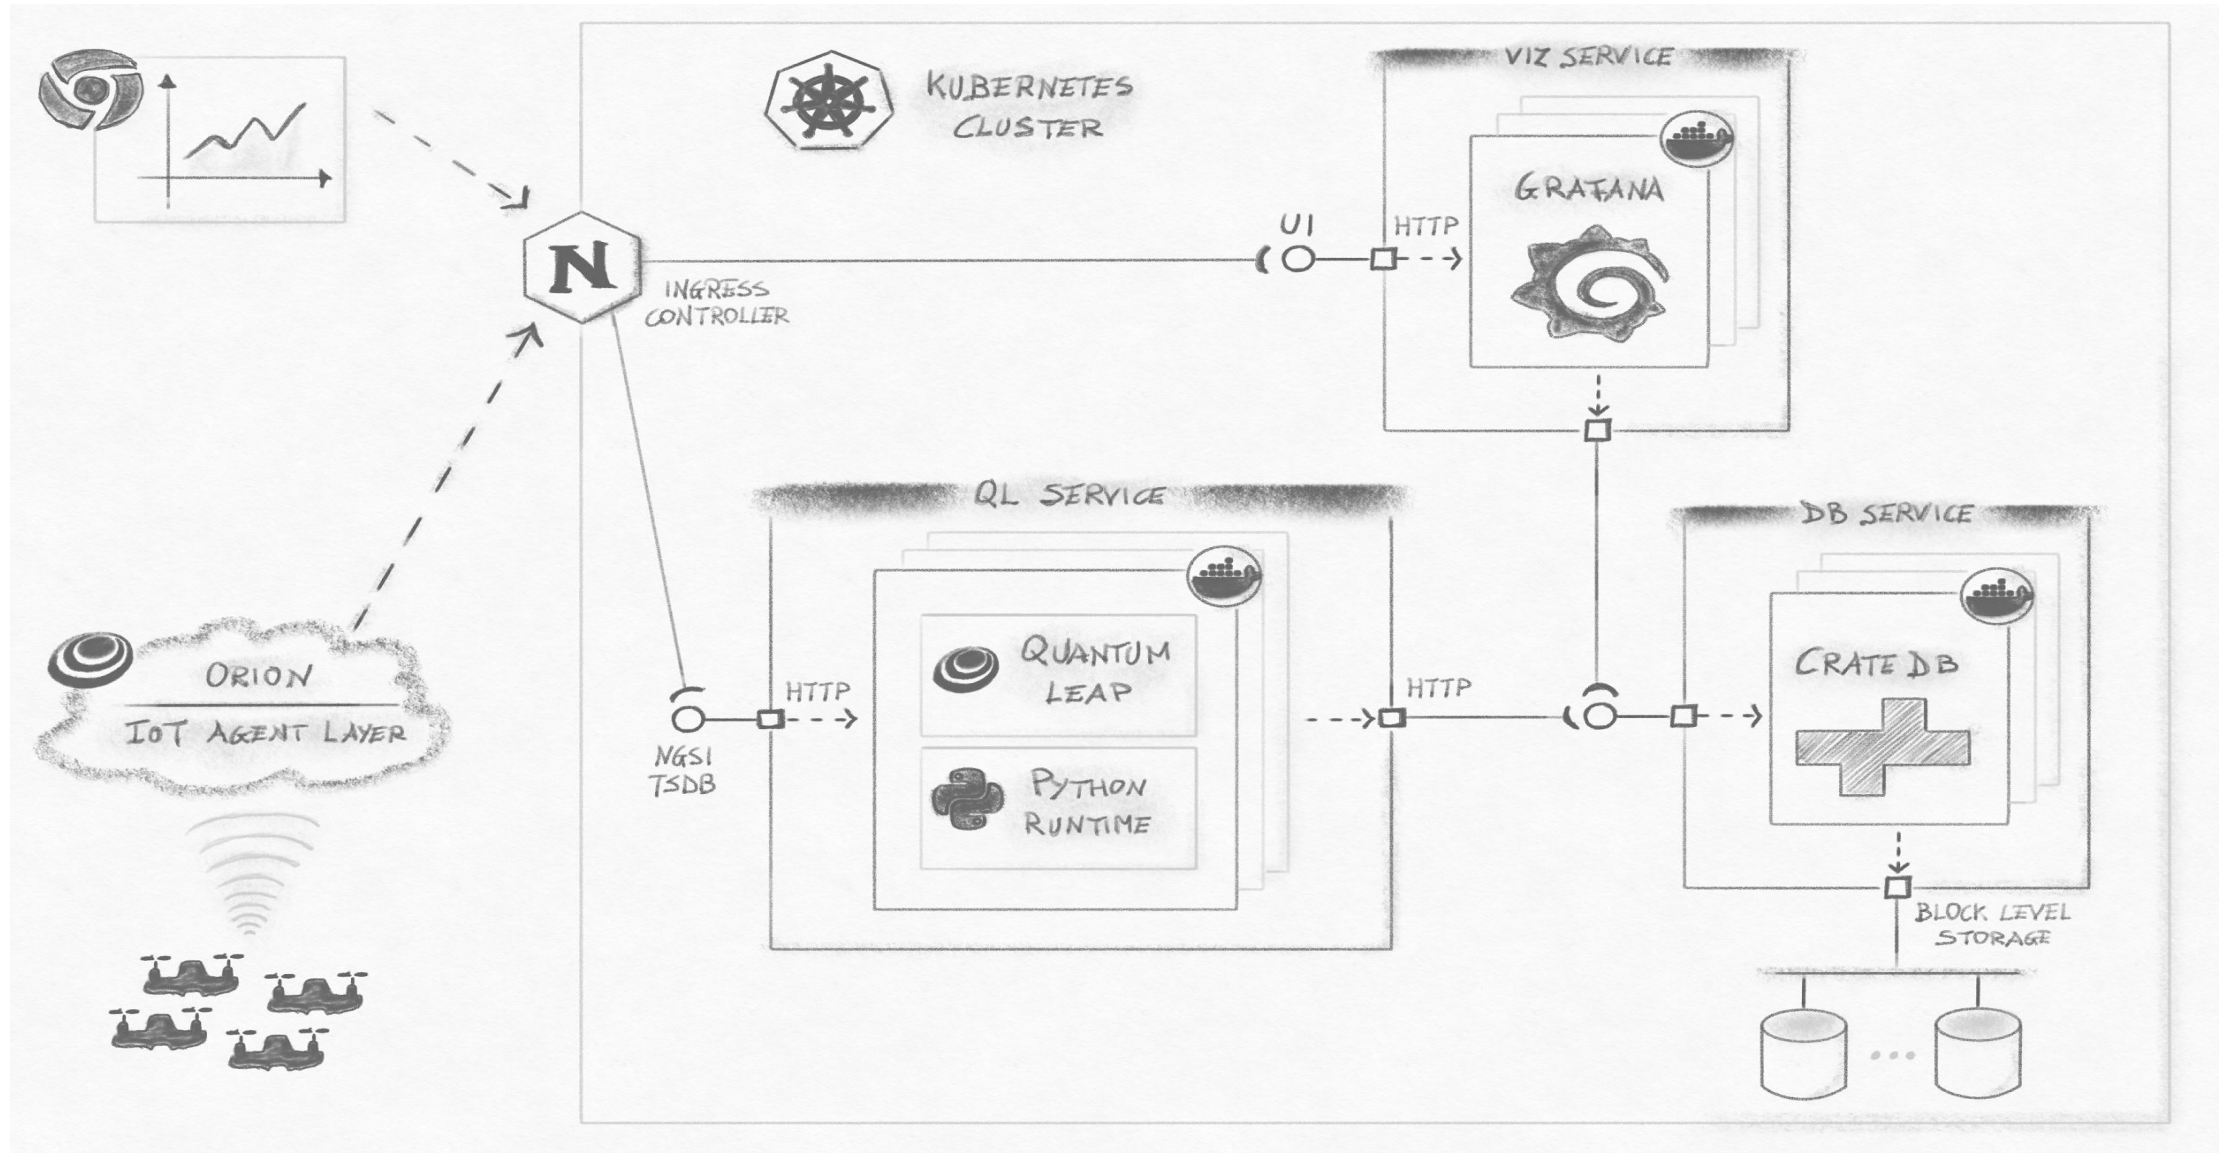 VIZ SERVICE
KUBERNETES
CLUSTER
GRAFANA
UI
HTTP
N
INGRESS
CONTROLLER
QL SERVICE
DB SERVICE
QUANTUM
LEAP
CRATE DB
ORION
IOT AGENT LAYER
HTTP
HTTP
NGSI
TSDB
PYTHON
RUNTIME
BLOCK LEVEL
STORAGE